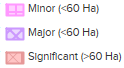 Minor (<60 Ha)
Major (<60 Ha)
Significant (>60 Ha)